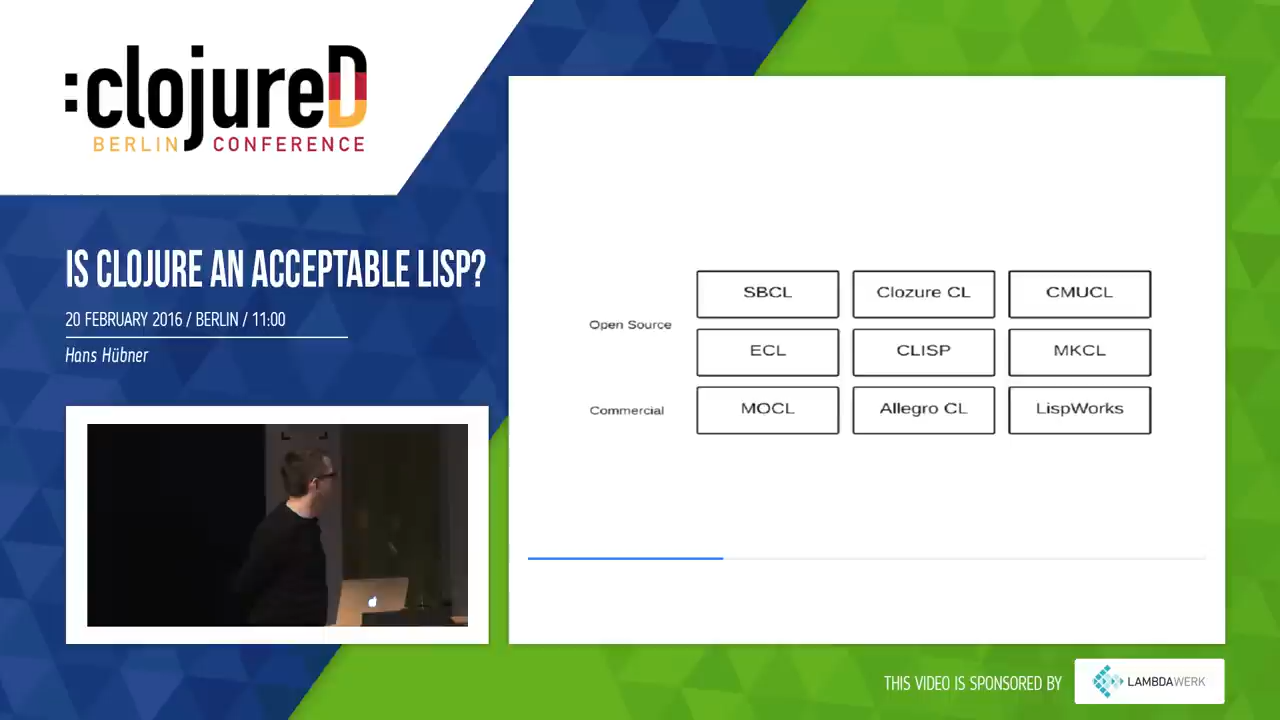 :clojureD
BERLIN CONFERENCE
IS CLOJURE AN ACCEPTABLE LISP?
20 FEBRUARY 2016 / BERLIN / 11:00
Hans Hübner
Open Source
SBCL
Clozure CL
CMUCL
ECL
CLISP
MKCL
Commercial
MOCL
Allegro CL
LispWorks
THIS VIDEO IS SPONSORED BY
LAMBDAWERK